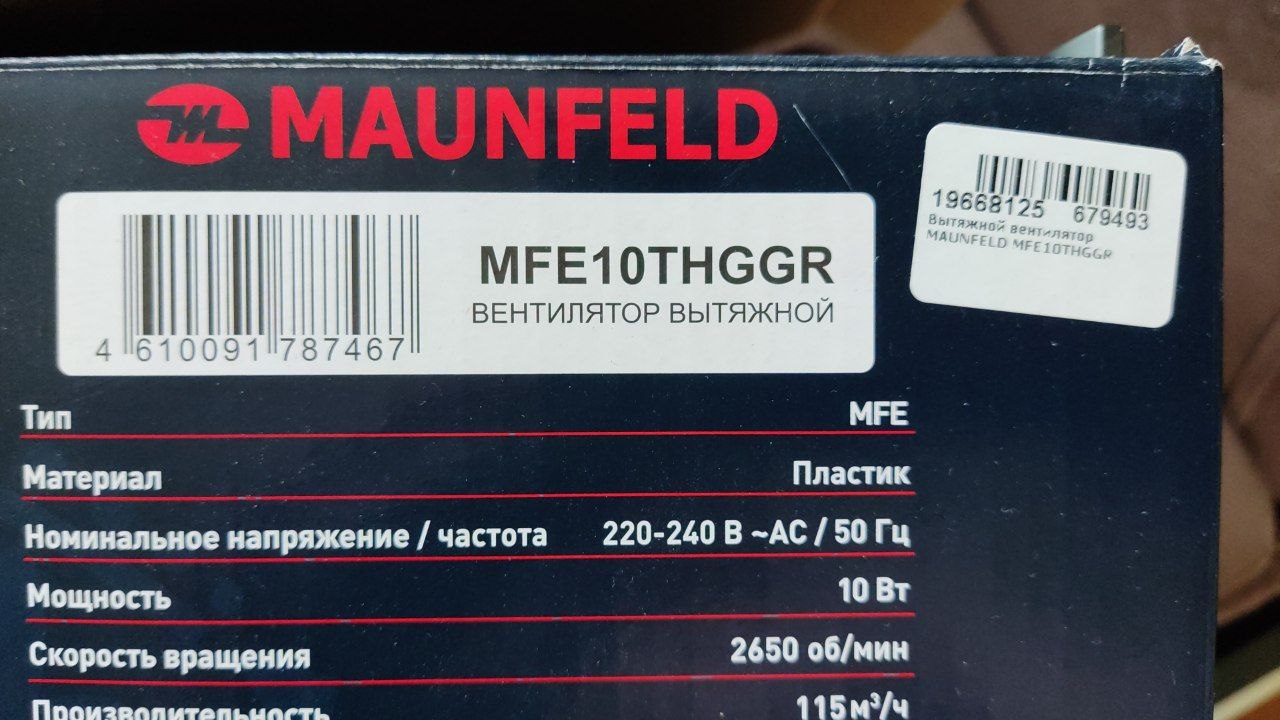 MAUNFELD
MFE10THGGR
ВЕНТИЛЯТОР ВЫТЯЖНОЙ
4 610091 787467
19668125 679493
Вытяжной вентилятор
MAUNFELD MFE10THGGR
Тип MFE
Материал Пластик
Номинальное напряжение / частота 220-240 В ~AC / 50 Гц
Мощность 10 Вт
Скорость вращения 2650 об/мин
Производительность 115 м³/ч